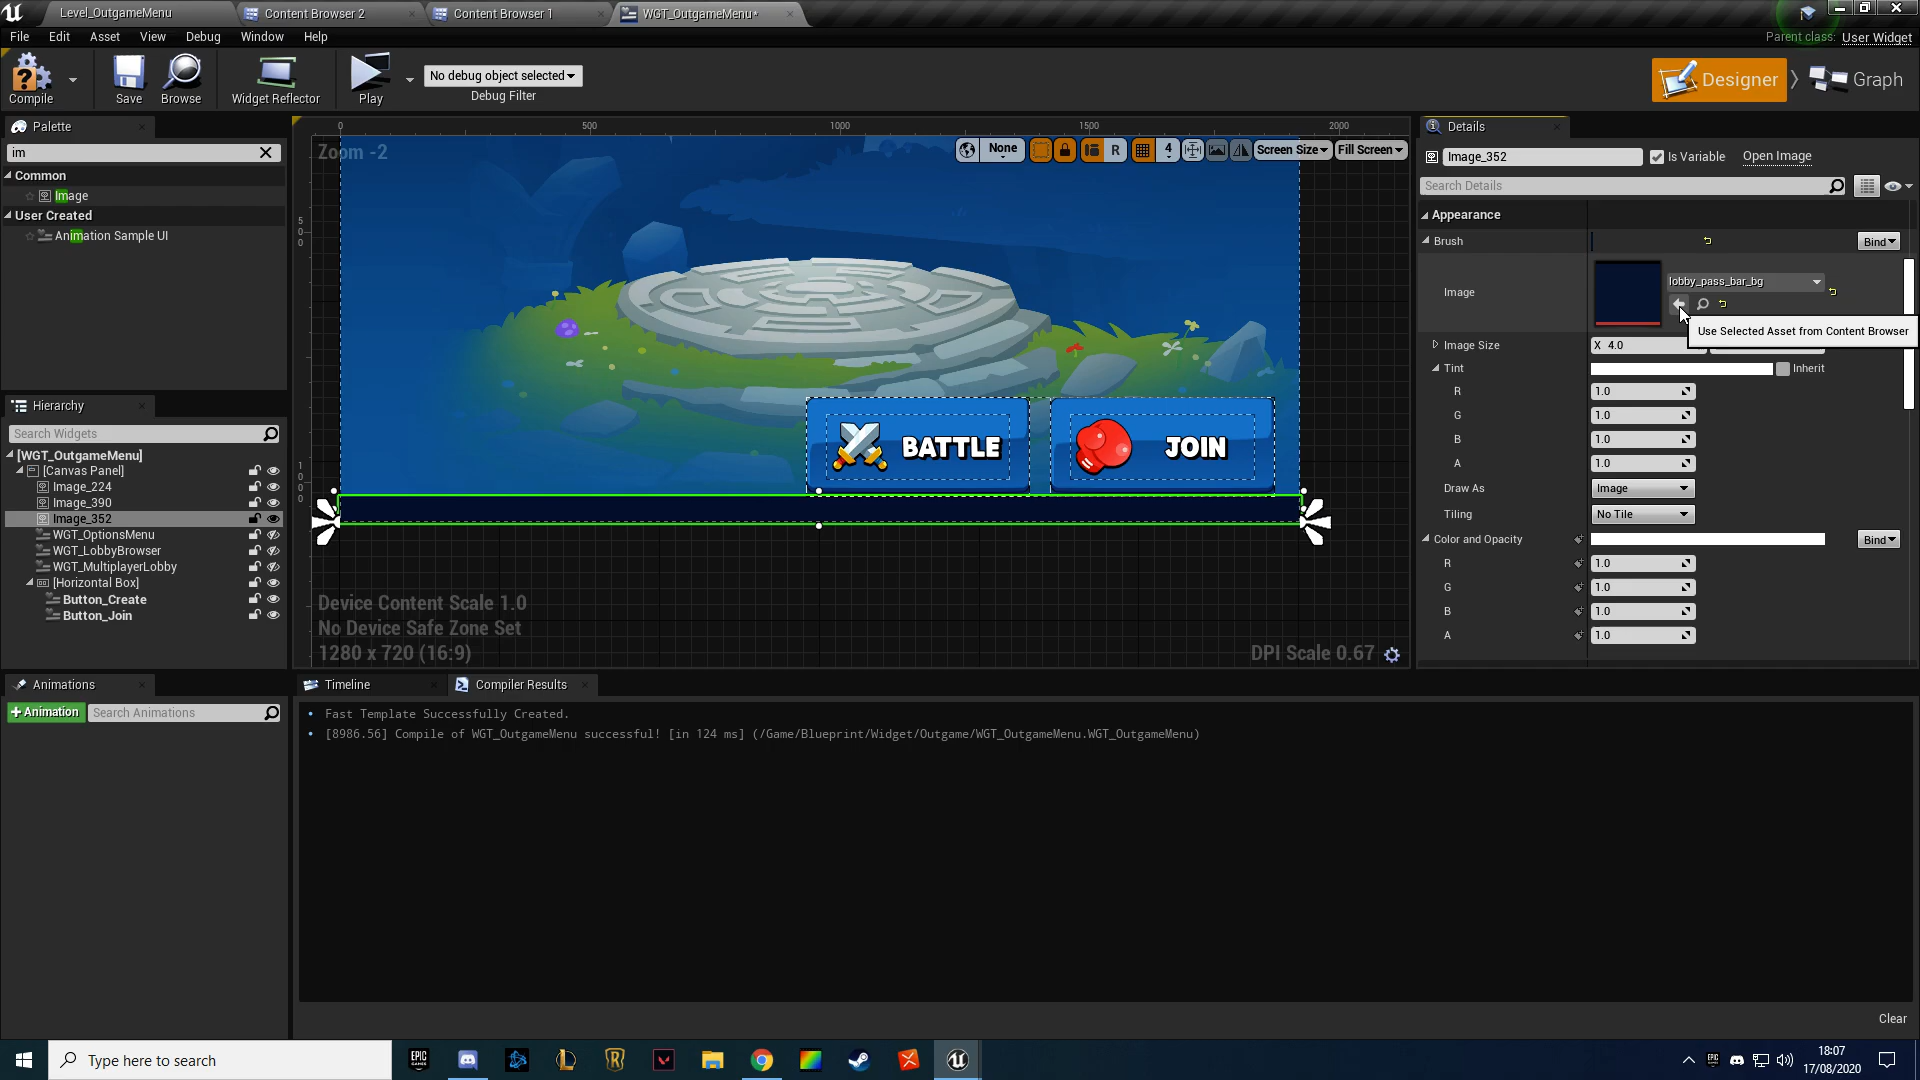 Level_OutgameMenu
Content Browser 2
Content Browser 1
WGT_OutgameMenu*
File Edit Asset View Debug Window Help
Parent class: User Widget
Compile
Save
Browse
Widget Reflector
Play
No debug object selected
Debug Filter
Designer
Graph
Palette
im
Common
Image
User Created
Animation Sample UI
Hierarchy
Search Widgets
[WGT_OutgameMenu]
[Canvas Panel]
Image_224
Image_390
Image_352
WGT_OptionsMenu
WGT_LobbyBrowser
WGT_MultiplayerLobby
[Horizontal Box]
Button_Create
Button_Join
0 500 1000 1500 2000
Zoom -2
None
R
4
Screen Size
Fill Screen
500
1000
BATTLE
JOIN
Device Content Scale 1.0
No Device Safe Zone Set
1280 x 720 (16:9)
DPI Scale 0.67
Details
Image_352
Is Variable
Open Image
Search Details
Appearance
Brush
Bind
Image
lobby_pass_bar_bg
Use Selected Asset from Content Browser
Image Size
X 4.0
Tint
Inherit
R 1.0
G 1.0
B 1.0
A 1.0
Draw As Image
Tiling No Tile
Color and Opacity
Bind
R 1.0
G 1.0
B 1.0
A 1.0
Animations
+ Animation
Search Animations
Timeline
Compiler Results
Fast Template Successfully Created.
[8986.56] Compile of WGT_OutgameMenu successful! [in 124 ms] (/Game/Blueprint/Widget/Outgame/WGT_OutgameMenu.WGT_OutgameMenu)
Clear
Type here to search
EPIC GAMES
18:07
17/08/2020